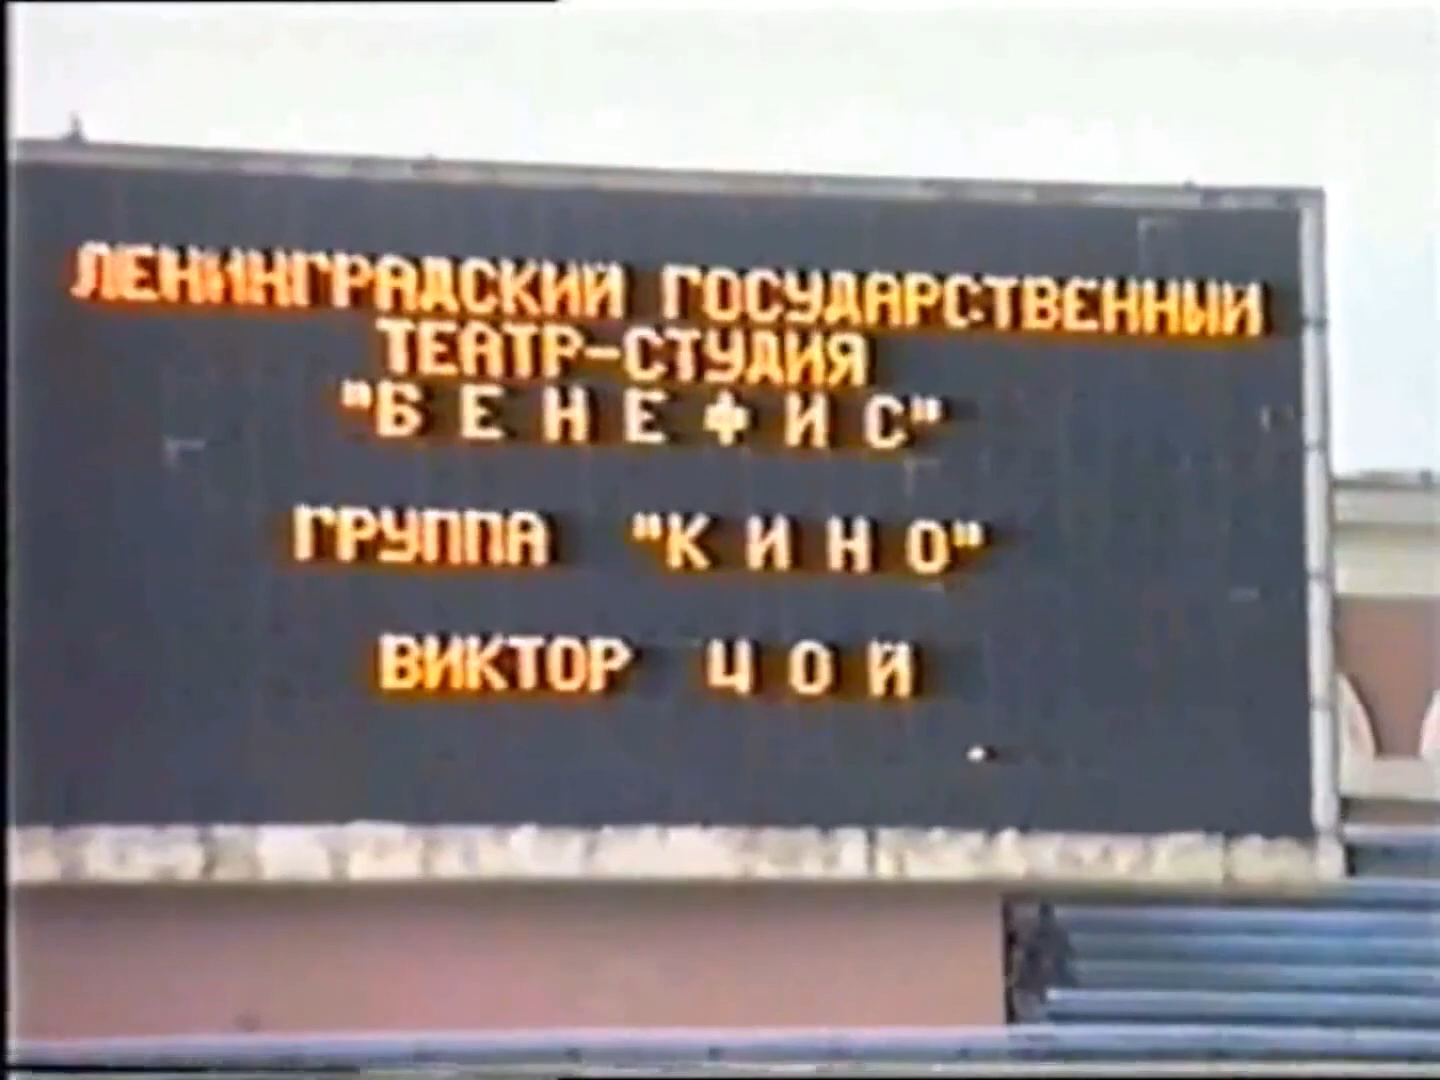 ЛЕНИНГРАДСКИЙ ГОСУДАРСТВЕННЫЙ
ТЕАТР-СТУДИЯ
"Б Е Н Е Ф И С"
ГРУППА "К И Н О"
ВИКТОР Ц О Й